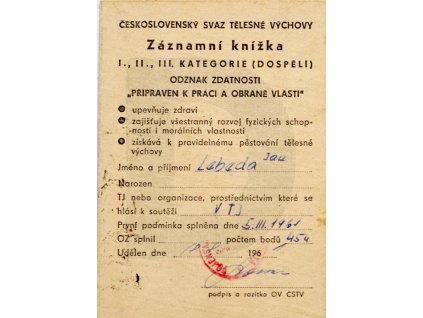 ČESKOSLOVENSKÝ SVAZ TĚLESNÉ VÝCHOVY
Záznamní knížka
I., II., III. KATEGORIE (DOSPĚLÍ)
ODZNAK ZDATNOSTI
„PŘIPRAVEN K PRÁCI A OBRANĚ VLASTI"
upevňuje zdraví
zajišťuje všestranný rozvoj fyzických schop-
ností i morálních vlastností
získává k pravidelnému pěstování tělesné
výchovy
Jméno a příjmení Lebeda Jan
Narozen
TJ nebo organizace, prostřednictvím které se
hlásí k soutěži VTJ
První podmínka splněna dne 5. III. 1961
OZ splnil počtem bodů 454
Udělen dne 196
podpis a razítko OV ČSTV